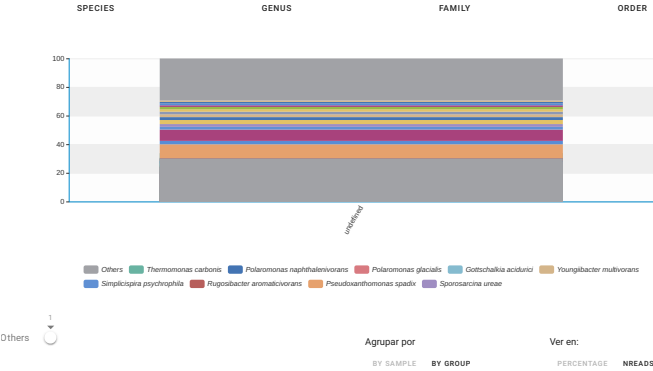 SPECIES GENUS FAMILY ORDER
100
80
60
40
20
0
undefined
Others Thermomonas carbonis Polaromonas naphthalenivorans Polaromonas glacialis Gottschalkia acidurici Youngiibacter multivorans
Simplicispira psychrophila Rugosibacter aromaticivorans Pseudoxanthomonas spadix Sporosarcina ureae
1
Others
Agrupar por Ver en:
BY SAMPLE BY GROUP PERCENTAGE NREADS